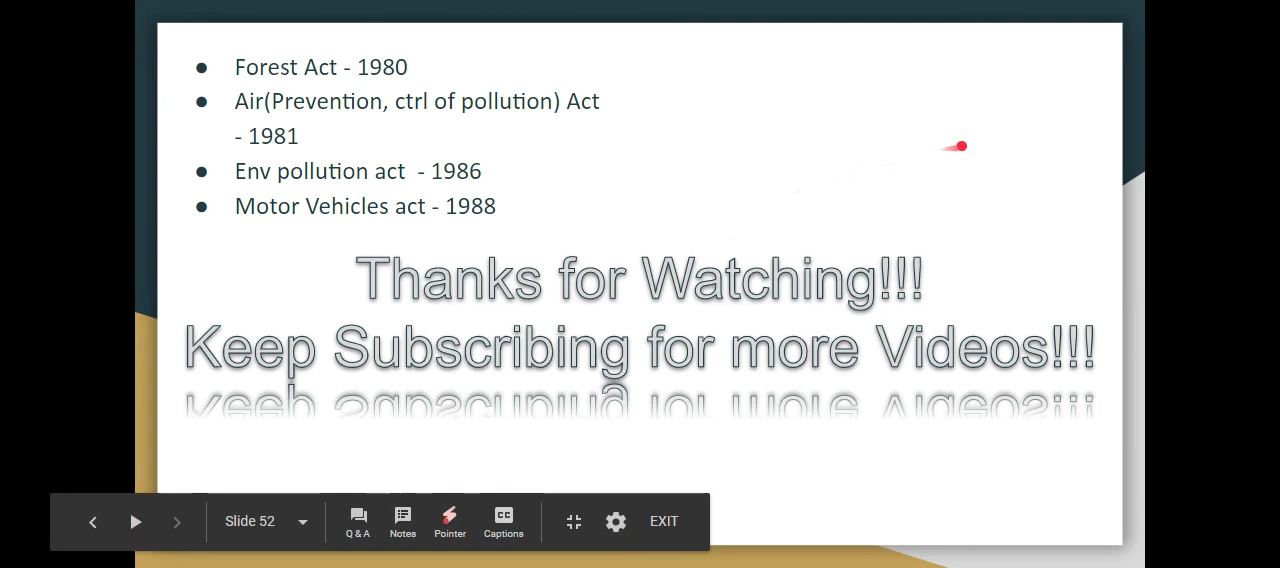 ● Forest Act - 1980
● Air(Prevention, ctrl of pollution) Act
- 1981
● Env pollution act - 1986
● Motor Vehicles act - 1988
Thanks for Watching!!!
Keep Subscribing for more Videos!!!
Slide 52
Q & A
Notes
Pointer
CC
Captions
EXIT